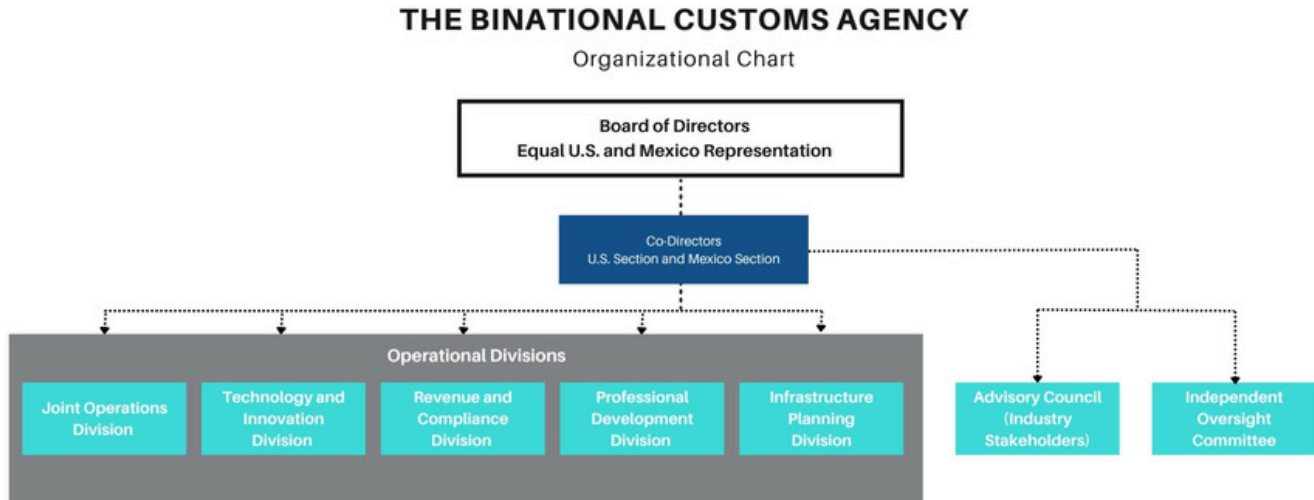 THE BINATIONAL CUSTOMS AGENCY
Organizational Chart
Board of Directors
Equal U.S. and Mexico Representation
Co-Directors
U.S. Section and Mexico Section
Operational Divisions
Joint Operations
Division
Technology and
Innovation
Division
Revenue and
Compliance
Division
Professional
Development
Division
Infrastructure
Planning
Division
Advisory Council
(Industry
Stakeholders)
Independent
Oversight
Committee